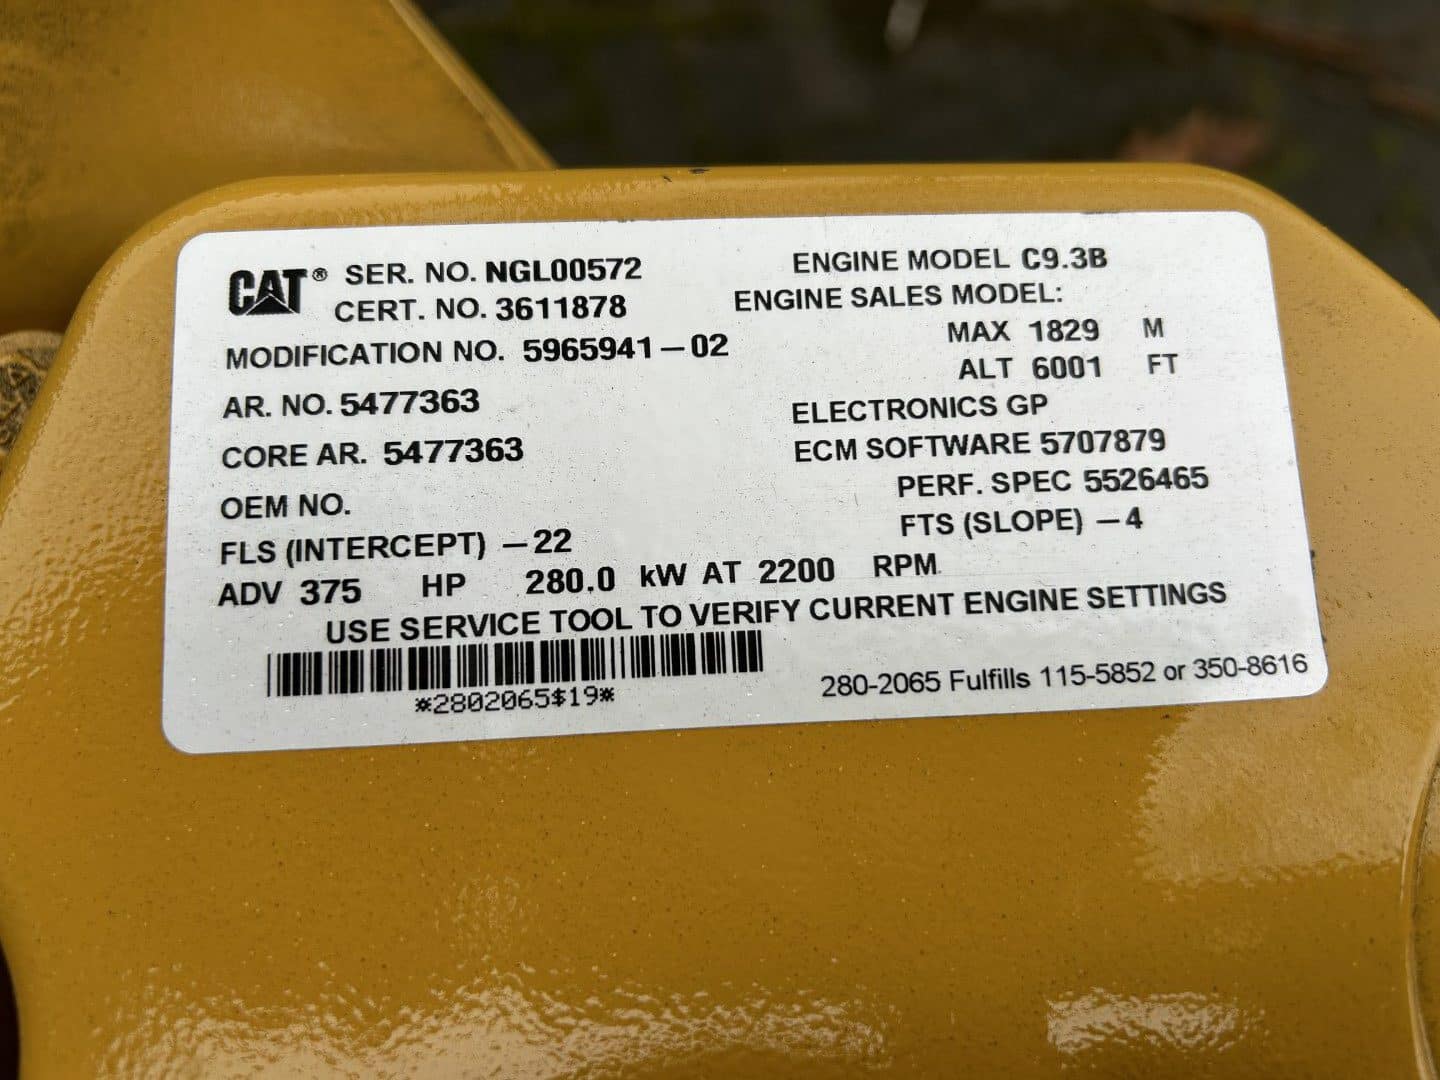 CAT® SER. NO. NGL00572 ENGINE MODEL C9.3B
CERT. NO. 3611878 ENGINE SALES MODEL:
MODIFICATION NO. 5965941-02 MAX 1829 M
ALT 6001 FT
AR. NO. 5477363 ELECTRONICS GP
CORE AR. 5477363 ECM SOFTWARE 5707879
PERF. SPEC 5526465
OEM NO.
FLS (INTERCEPT) -22 FTS (SLOPE) -4
ADV 375 HP 280.0 kW AT 2200 RPM
USE SERVICE TOOL TO VERIFY CURRENT ENGINE SETTINGS
*2802065$19* 280-2065 Fulfills 115-5852 or 350-8616